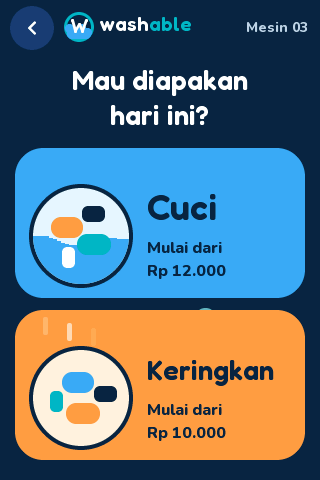 washable
Mesin 03
Mau diapakan
hari ini?
Cuci
Mulai dari
Rp 12.000
Keringkan
Mulai dari
Rp 10.000